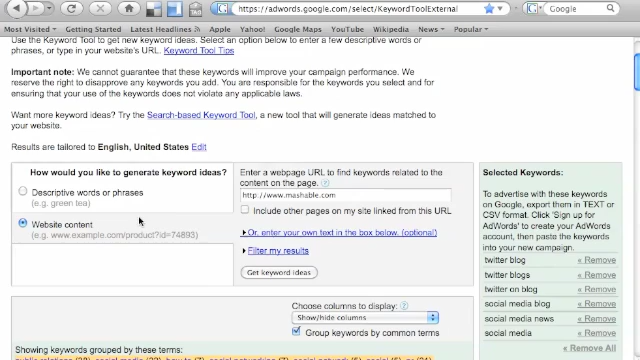 https://adwords.google.com/select/KeywordToolExternal
Google
Most Visited
Getting Started
Latest Headlines
Apple
Yahoo!
Google Maps
YouTube
Wikipedia
News
Popular
Use the Keyword Tool to get new keyword ideas. Select an option below to enter a few descriptive words or
phrases, or type in your website's URL. Keyword Tool Tips
Important note: We cannot guarantee that these keywords will improve your campaign performance. We
reserve the right to disapprove any keywords you add. You are responsible for the keywords you select and for
ensuring that your use of the keywords does not violate any applicable laws.
Want more keyword ideas? Try the Search-based Keyword Tool, a new tool that will generate ideas matched to
your website.
Results are tailored to English, United States Edit
How would you like to generate keyword ideas?
Descriptive words or phrases
(e.g. green tea)
Website content
(e.g. www.example.com/product?id=74893)
Enter a webpage URL to find keywords related to the
content on the page. ?
http://www.mashable.com
Include other pages on my site linked from this URL
Or, enter your own text in the box below. (optional)
Filter my results
Get keyword ideas
Selected Keywords:
To advertise with these keywords
on Google, export them in TEXT or
CSV format. Click 'Sign up for
AdWords' to create your AdWords
account, then paste the keywords
into your new campaign.
twitter blog « Remove
twitter blogs « Remove
twitter on blog « Remove
social media blog « Remove
social media news « Remove
social media « Remove
« Remove All
Choose columns to display: ?
Show/hide columns
Group keywords by common terms
Showing keywords grouped by these terms: